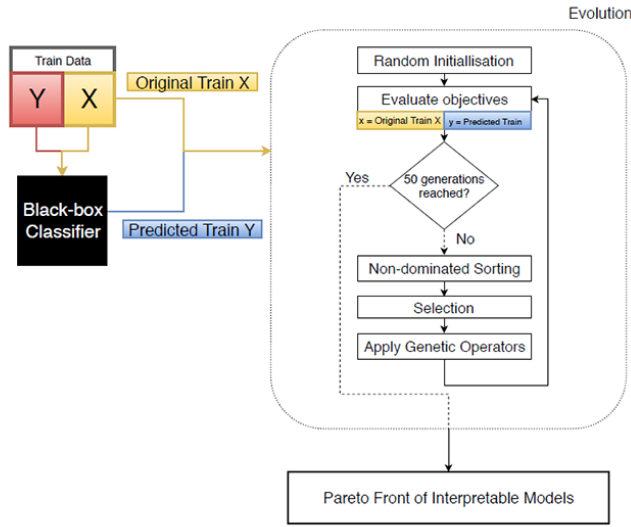 Evolution
Train Data
Y
X
Original Train X
Black-box
Classifier
Predicted Train Y
Random Initiallisation
Evaluate objectives
x = Original Train X
y = Predicted Train
50 generations
reached?
Yes
No
Non-dominated Sorting
Selection
Apply Genetic Operators
Pareto Front of Interpretable Models